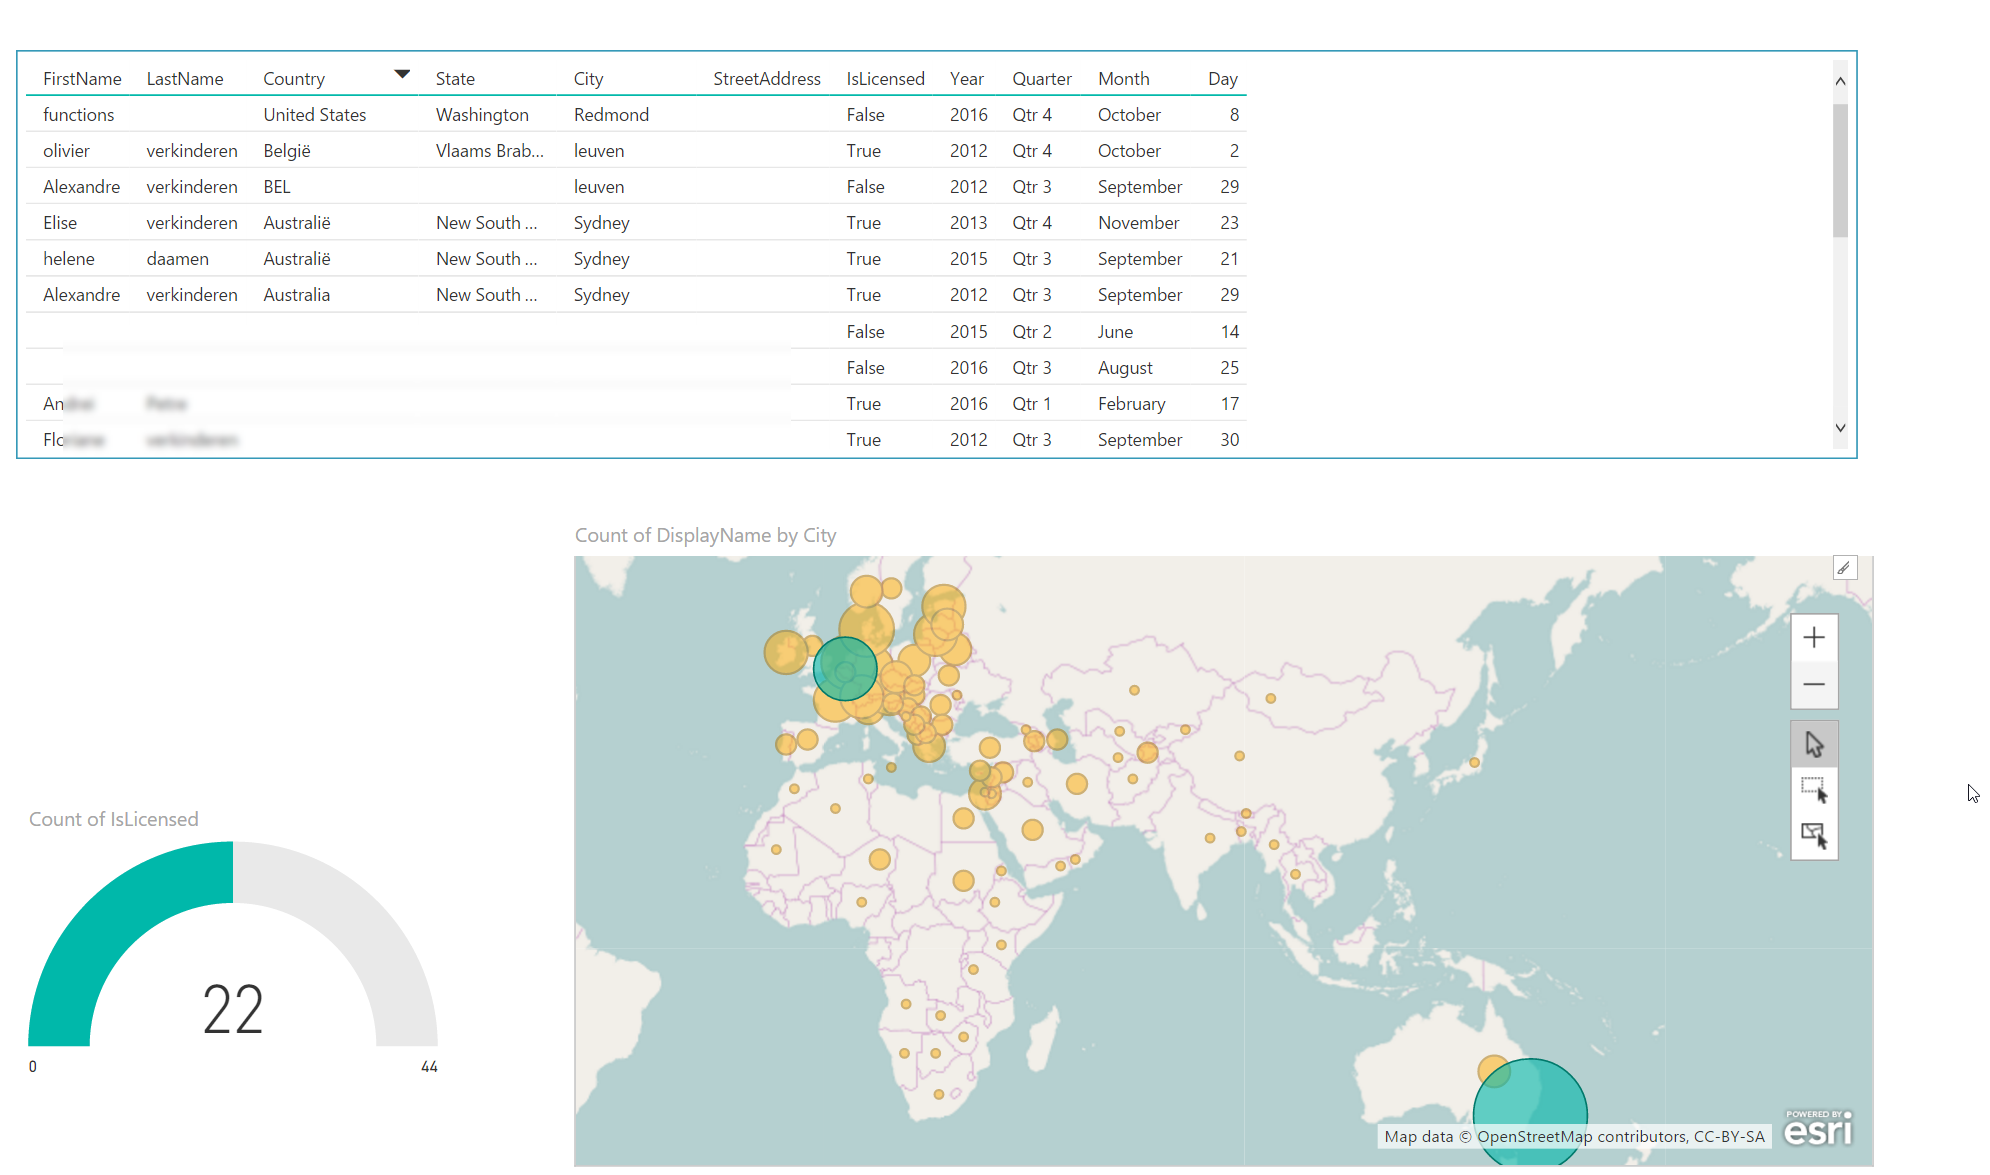 FirstName LastName Country State City StreetAddress IsLicensed Year Quarter Month Day
functions United States Washington Redmond False 2016 Qtr 4 October 8
olivier verkinderen België Vlaams Brab... leuven True 2012 Qtr 4 October 2
Alexandre verkinderen BEL leuven False 2012 Qtr 3 September 29
Elise verkinderen Australië New South ... Sydney True 2013 Qtr 4 November 23
helene daamen Australië New South ... Sydney True 2015 Qtr 3 September 21
Alexandre verkinderen Australia New South ... Sydney True 2012 Qtr 3 September 29
False 2015 Qtr 2 June 14
False 2016 Qtr 3 August 25
True 2016 Qtr 1 February 17
True 2012 Qtr 3 September 30
Count of DisplayName by City
Count of IsLicensed
22
0 44
Map data © OpenStreetMap contributors, CC-BY-SA
POWERED BY
esri